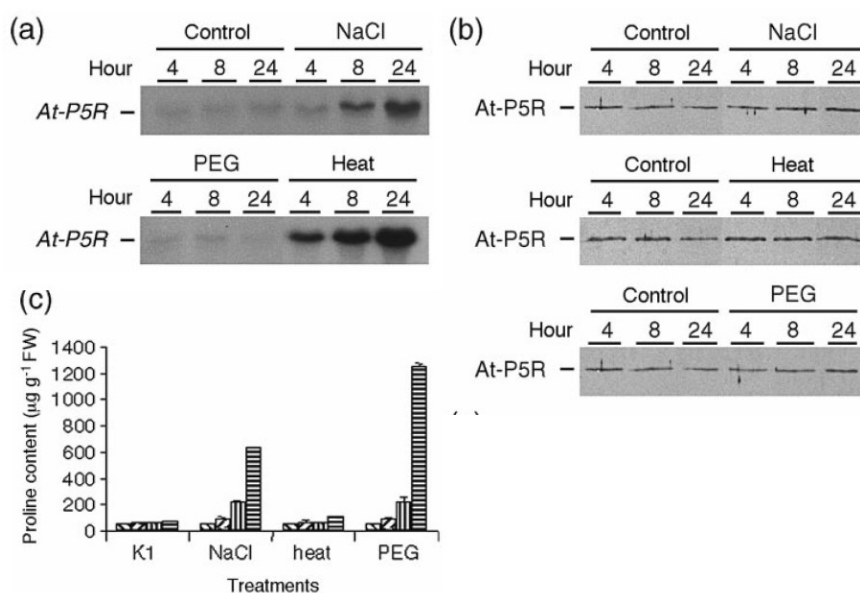 (a)
Control NaCl
Hour 4 8 24 4 8 24
At-P5R
PEG Heat
Hour 4 8 24 4 8 24
At-P5R
(b)
Control NaCl
Hour 4 8 24 4 8 24
At-P5R
Control Heat
Hour 4 8 24 4 8 24
At-P5R
Control PEG
Hour 4 8 24 4 8 24
At-P5R
(c)
Proline content (µg g⁻¹ FW)
1400
1200
1000
800
600
400
200
0
K1 NaCl heat PEG
Treatments